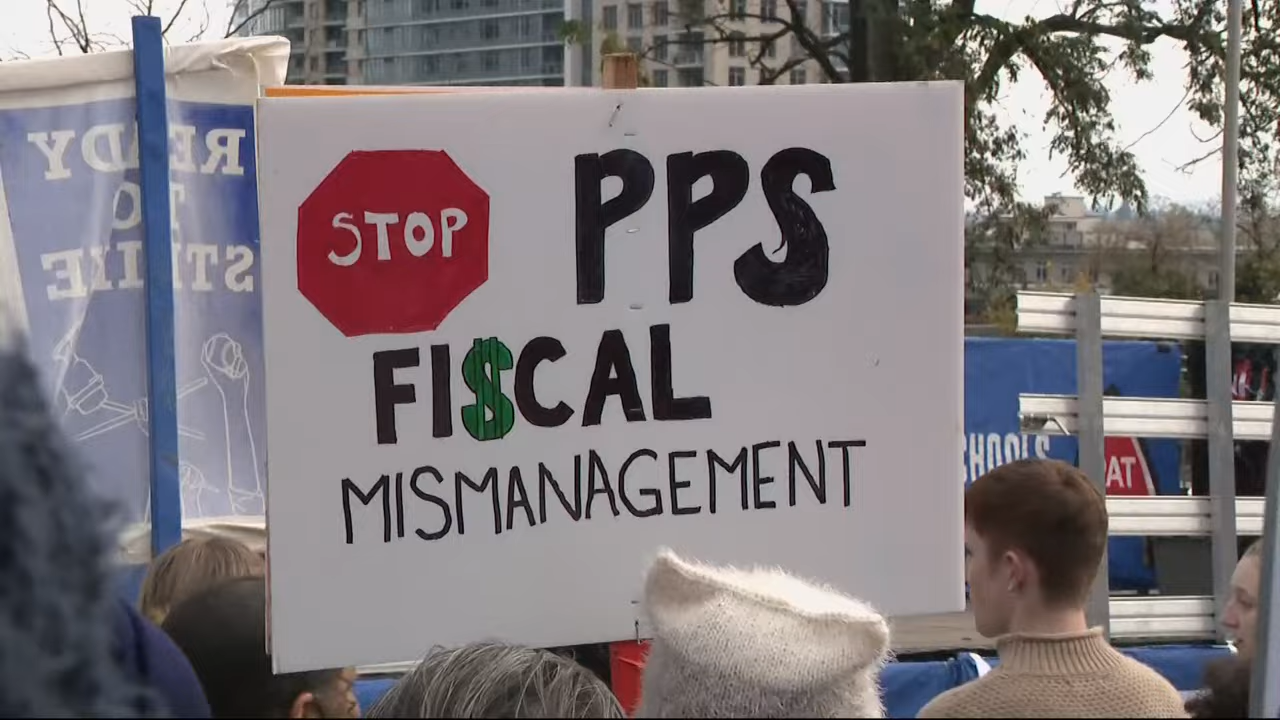 READY
TO
STRIKE
STOP
PPS
FI$CAL
MISMANAGEMENT
SCHOOLS